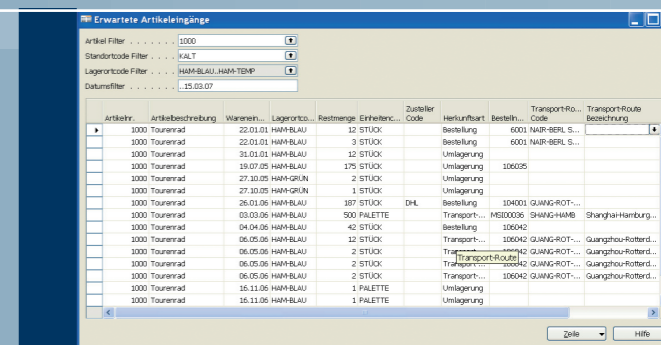 Erwartete Artikeleingänge
Artikel Filter . . . . . . . 1000
Standortcode Filter . . . . KALT
Lagerortcode Filter . . . . HAM-BLAU..HAM-TEMP
Datumsfilter . . . . . . . ..15.03.07
Zusteller Transport-Ro... Transport-Route
Artikelnr. Artikelbeschreibung Warenein... Lagerortco... Restmenge Einheitenc... Code Herkunftsart Bestelln... Code Bezeichnung
1000 Tourenrad 22.01.01 HAM-BLAU 12 STÜCK Bestellung 6001 NAIR-BERL S...
1000 Tourenrad 22.01.01 HAM-BLAU 3 STÜCK Bestellung 6001 NAIR-BERL S...
1000 Tourenrad 31.01.01 HAM-BLAU 12 STÜCK Umlagerung
1000 Tourenrad 19.07.05 HAM-BLAU 175 STÜCK Umlagerung 106035
1000 Tourenrad 27.10.05 HAM-GRÜN 2 STÜCK Umlagerung
1000 Tourenrad 27.10.05 HAM-GRÜN 1 STÜCK Umlagerung
1000 Tourenrad 26.01.06 HAM-BLAU 187 STÜCK DHL Bestellung 104001 GUANG-ROT-...
1000 Tourenrad 03.03.06 HAM-BLAU 500 PALETTE Transport-... MSI00036 SHANG-HAMB Shanghai-Hamburg...
1000 Tourenrad 04.04.06 HAM-BLAU 42 STÜCK Bestellung 106042
1000 Tourenrad 06.05.06 HAM-BLAU 12 STÜCK Transport-... 106042 GUANG-ROT-... Guangzhou-Rotterd...
1000 Tourenrad 06.05.06 HAM-BLAU 2 STÜCK GUANG-ROT-... Guangzhou-Rotterd...
Transport-Route
1000 Tourenrad 06.05.06 HAM-BLAU 2 STÜCK GUANG-ROT-... Guangzhou-Rotterd...
1000 Tourenrad 06.05.06 HAM-BLAU 2 STÜCK Transport-... 106042 GUANG-ROT-... Guangzhou-Rotterd...
1000 Tourenrad 16.11.06 HAM-BLAU 1 PALETTE Umlagerung
1000 Tourenrad 16.11.06 HAM-BLAU 1 PALETTE Umlagerung
Zeile Hilfe